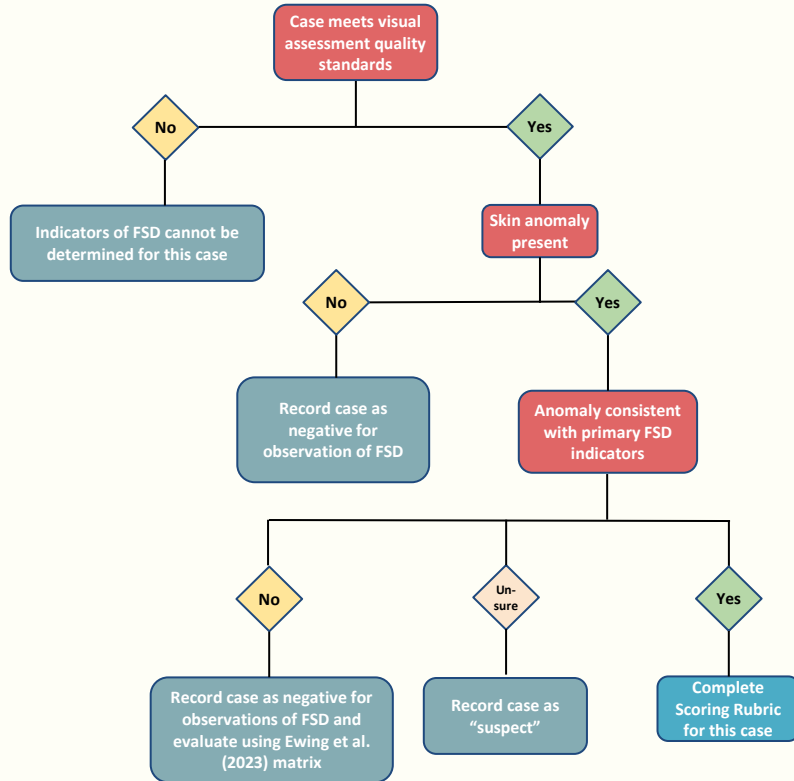 Case meets visual
assessment quality
standards
No
Yes
Indicators of FSD cannot be
determined for this case
Skin anomaly
present
No
Yes
Record case as
negative for
observation of FSD
Anomaly consistent
with primary FSD
indicators
No
Un-
sure
Yes
Record case as negative for
observations of FSD and
evaluate using Ewing et al.
(2023) matrix
Record case as
“suspect”
Complete
Scoring Rubric
for this case